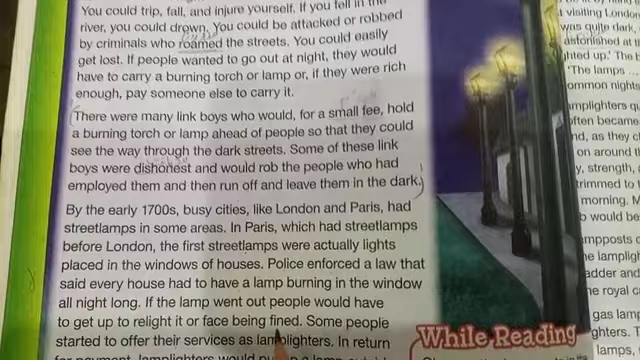 You could trip, fall, and injure yourself. If you fell in the
river, you could drown. You could be attacked or robbed
by criminals who roamed the streets. You could easily
get lost. If people wanted to go out at night, they would
have to carry a burning torch or lamp or, if they were rich
enough, pay someone else to carry it.
There were many link boys who would, for a small fee, hold
a burning torch or lamp ahead of people so that they could
see the way through the dark streets. Some of these link
boys were dishonest and would rob the people who had
employed them and then run off and leave them in the dark.
By the early 1700s, busy cities, like London and Paris, had
streetlamps in some areas. In Paris, which had streetlamps
before London, the first streetlamps were actually lights
placed in the windows of houses. Police enforced a law that
said every house had to have a lamp burning in the window
all night long. If the lamp went out people would have
to get up to relight it or face being fined. Some people
started to offer their services as lamplighters. In return
While Reading
visiting London
was quite dark,
astonished at
hted up.' The
'The lamps ...
ommon nights
mplighters
ften became
nd, as they
on around
y, strength,
trimmed to
morning.
would be
mpposts
e lampligh
adder and
he royal
gas lam
ghters.
lamps,